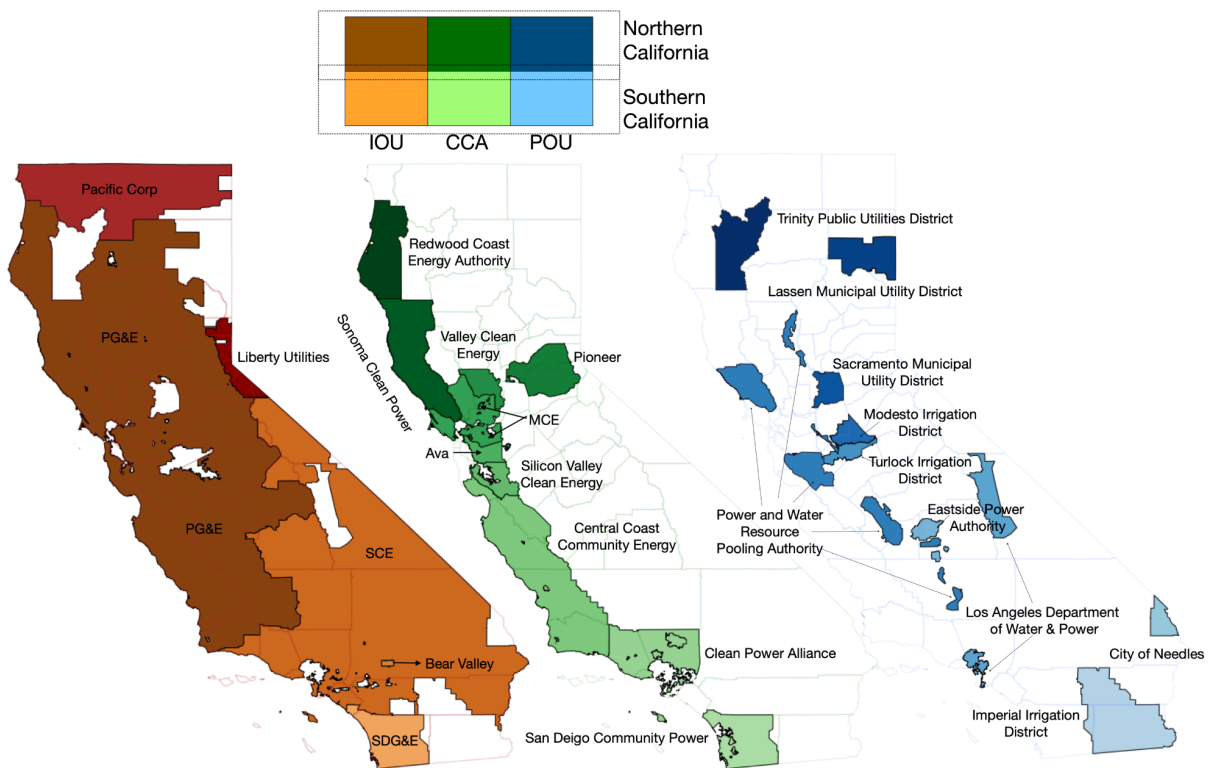 Northern
California
Southern
California
IOU
CCA
POU
Pacific Corp
PG&E
Liberty Utilities
PG&E
SCE
Bear Valley
SDG&E
Redwood Coast
Energy Authority
Sonoma Clean Power
Valley Clean
Energy
Pioneer
MCE
Ava
Silicon Valley
Clean Energy
Central Coast
Community Energy
Clean Power Alliance
San Deigo Community Power
Trinity Public Utilities District
Lassen Municipal Utility District
Sacramento Municipal
Utility District
Modesto Irrigation
District
Turlock Irrigation
District
Power and Water
Resource
Pooling Authority
Eastside Power
Authority
Los Angeles Department
of Water & Power
City of Needles
Imperial Irrigation
District